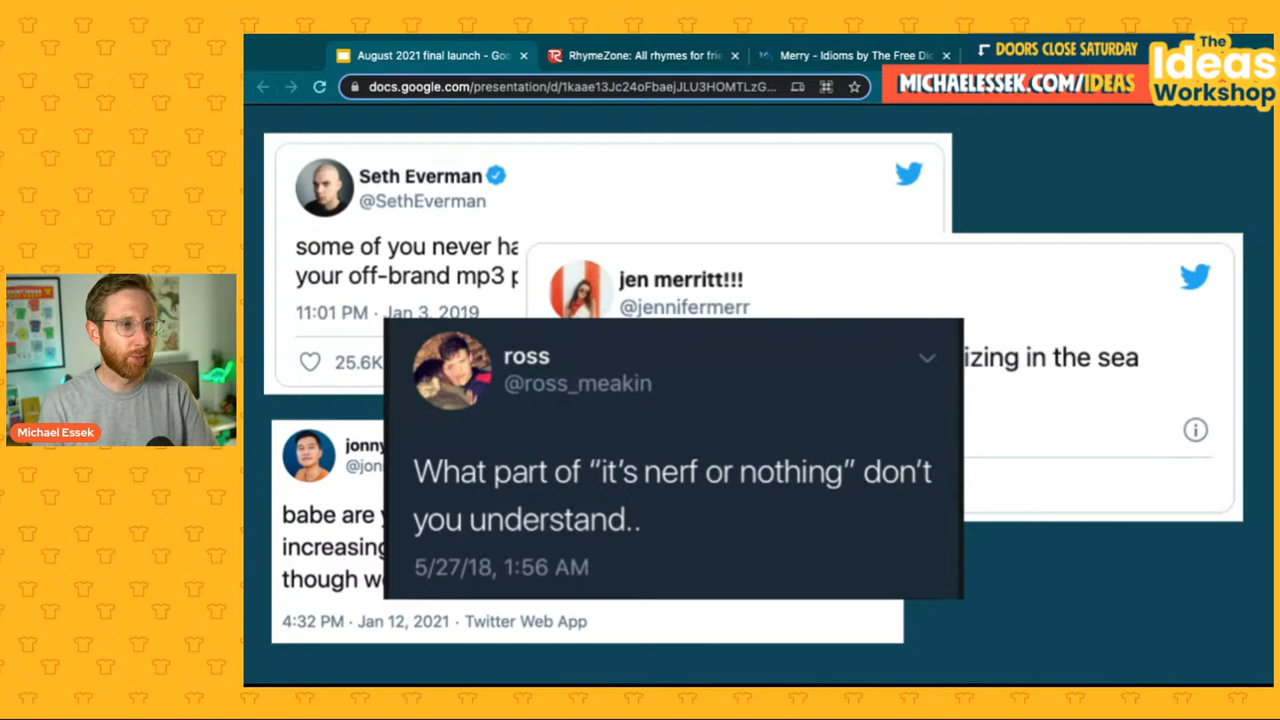 August 2021 final launch - Goo
RhymeZone: All rhymes for frie
Merry - Idioms by The Free Dic
DOORS CLOSE SATURDAY
The
Ideas
Workshop
MICHAELESSEK.COM/IDEAS
docs.google.com/presentation/d/1kaae13Jc24oFbaejJLU3HOMTLzG...
Seth Everman
@SethEverman
some of you never ha
your off-brand mp3 p
11:01 PM · Jan 3, 2019
25.6K
jen merritt!!!
@jennifermerr
izing in the sea
ross
@ross_meakin
What part of “it’s nerf or nothing” don’t
you understand..
5/27/18, 1:56 AM
Michael Essek
jonny
@jon
babe are y
increasing
though we
4:32 PM · Jan 12, 2021 · Twitter Web App